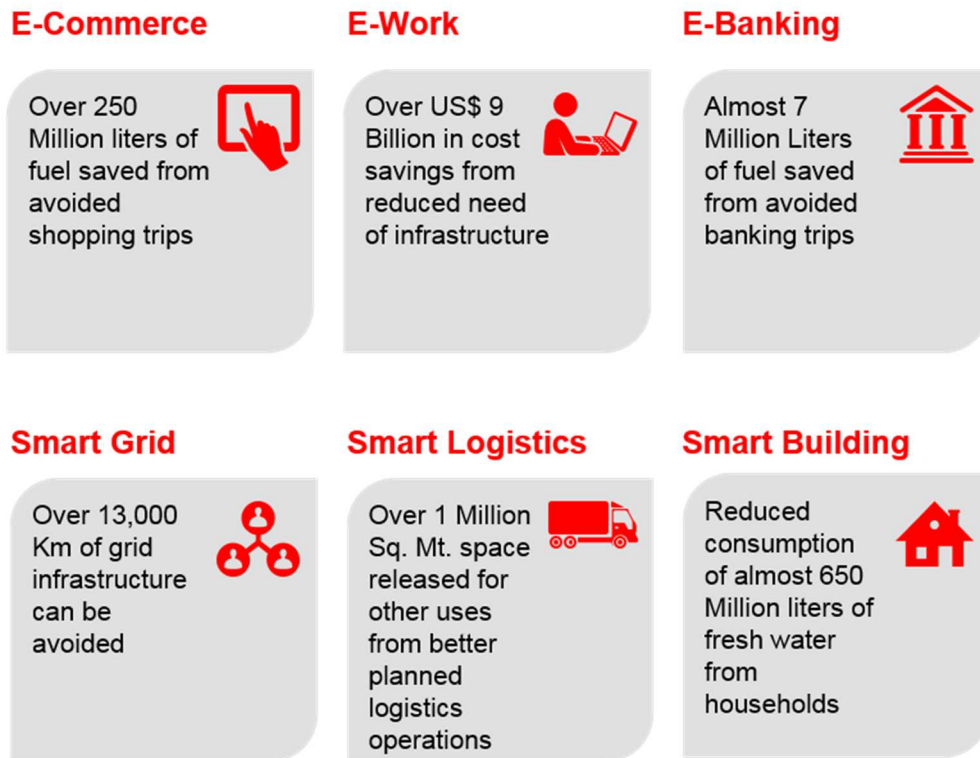 E-Commerce
Over 250
Million liters of
fuel saved from
avoided
shopping trips
E-Work
Over US$ 9
Billion in cost
savings from
reduced need
of infrastructure
E-Banking
Almost 7
Million Liters
of fuel saved
from avoided
banking trips
Smart Grid
Over 13,000
Km of grid
infrastructure
can be
avoided
Smart Logistics
Over 1 Million
Sq. Mt. space
released for
other uses
from better
planned
logistics
operations
Smart Building
Reduced
consumption
of almost 650
Million liters of
fresh water
from
households